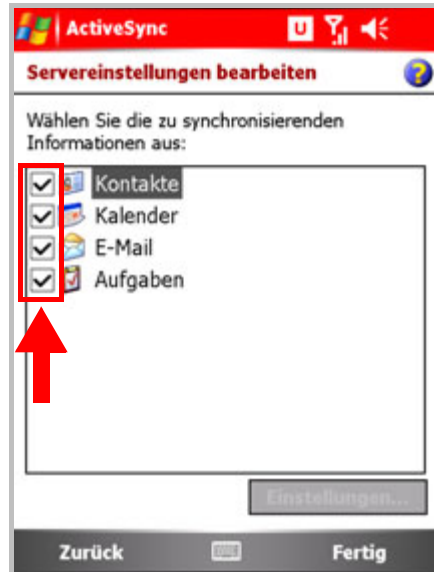 ActiveSync
U
Servereinstellungen bearbeiten
?
Wählen Sie die zu synchronisierenden
Informationen aus:
Kontakte
Kalender
E-Mail
Aufgaben
Einstellungen...
Zurück
Fertig